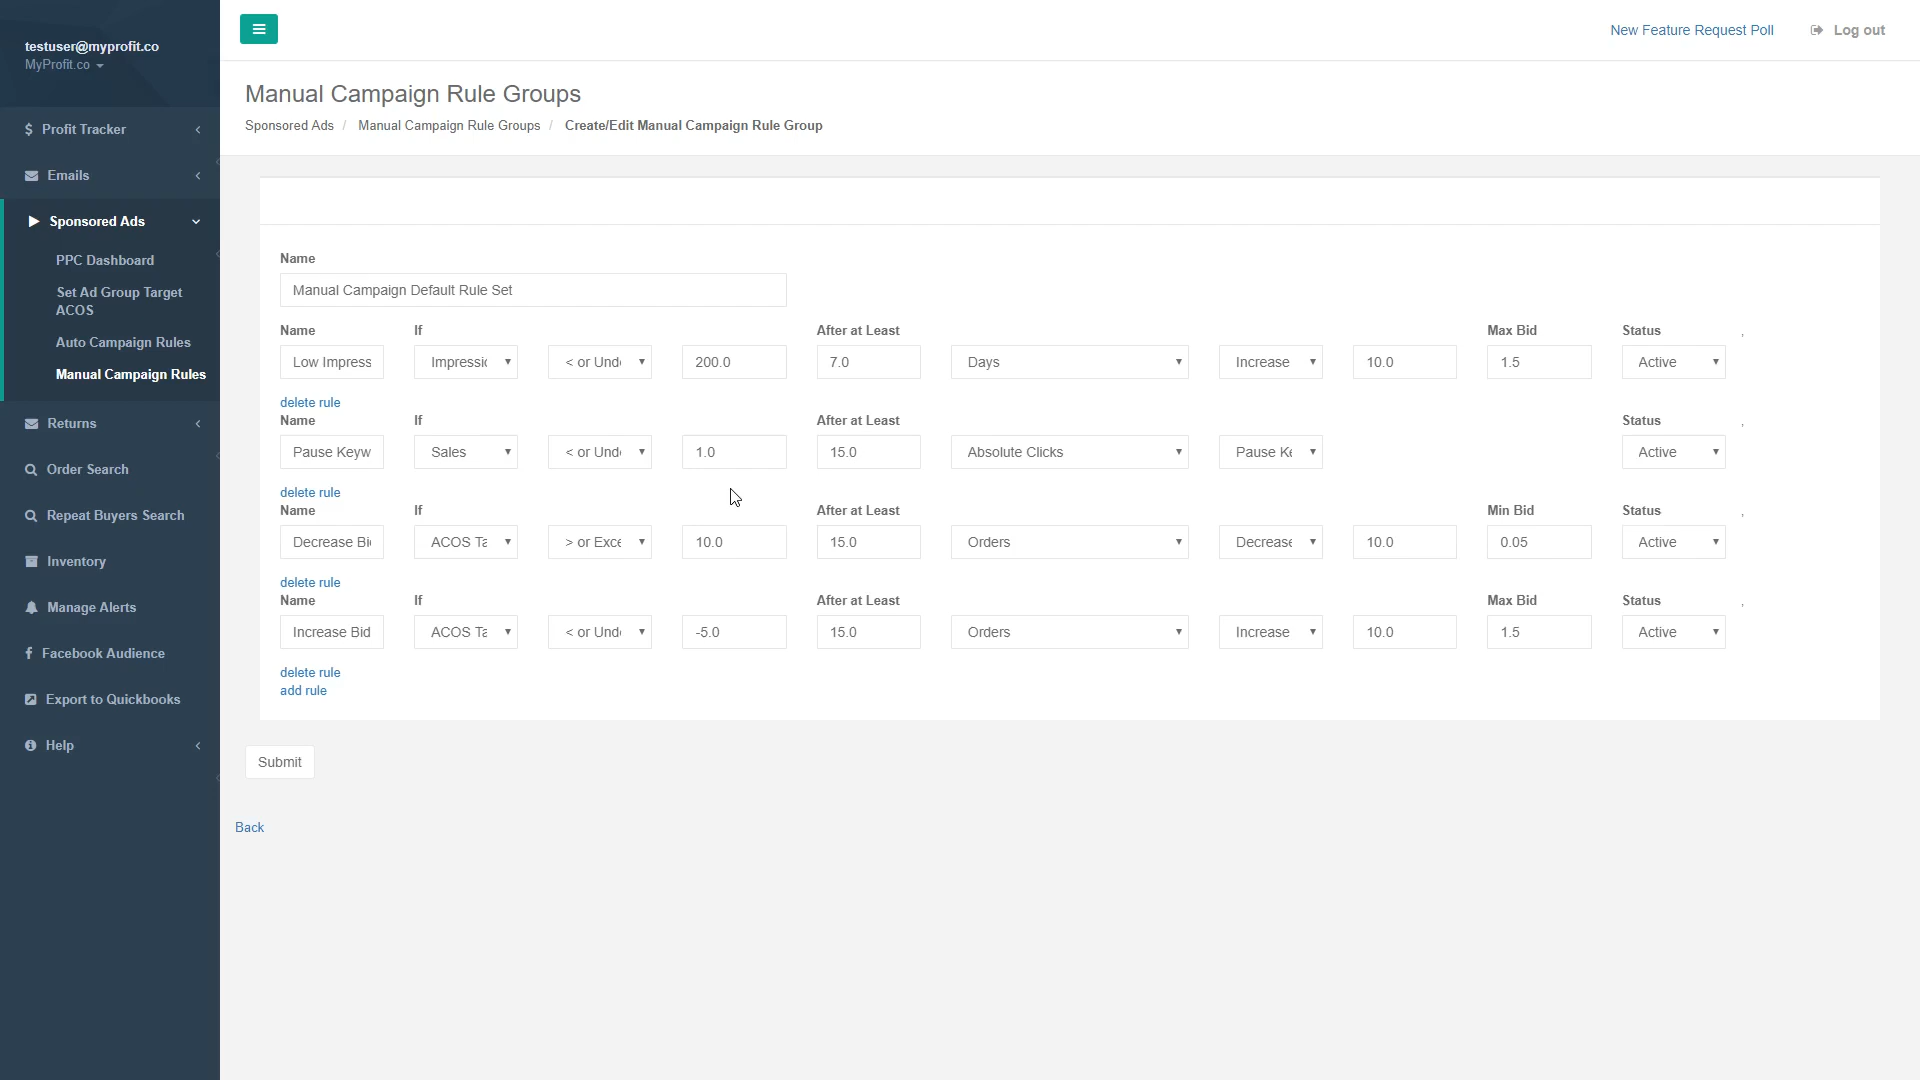 testuser@myprofit.co
MyProfit.co
New Feature Request Poll
Log out
Profit Tracker
Emails
Sponsored Ads
PPC Dashboard
Set Ad Group Target
ACOS
Auto Campaign Rules
Manual Campaign Rules
Returns
Order Search
Repeat Buyers Search
Inventory
Manage Alerts
Facebook Audience
Export to Quickbooks
Help
Manual Campaign Rule Groups
Sponsored Ads / Manual Campaign Rule Groups / Create/Edit Manual Campaign Rule Group
Name
Manual Campaign Default Rule Set
Name If After at Least Max Bid Status ,
Low Impress Impressic < or Unde 200.0 7.0 Days Increase 10.0 1.5 Active
delete rule
Name If After at Least Status ,
Pause Keyw Sales < or Unde 1.0 15.0 Absolute Clicks Pause Ke Active
delete rule
Name If After at Least Min Bid Status ,
Decrease Bi ACOS Ta > or Exce 10.0 15.0 Orders Decrease 10.0 0.05 Active
delete rule
Name If After at Least Max Bid Status ,
Increase Bid ACOS Ta < or Unde -5.0 15.0 Orders Increase 10.0 1.5 Active
delete rule
add rule
Submit
Back